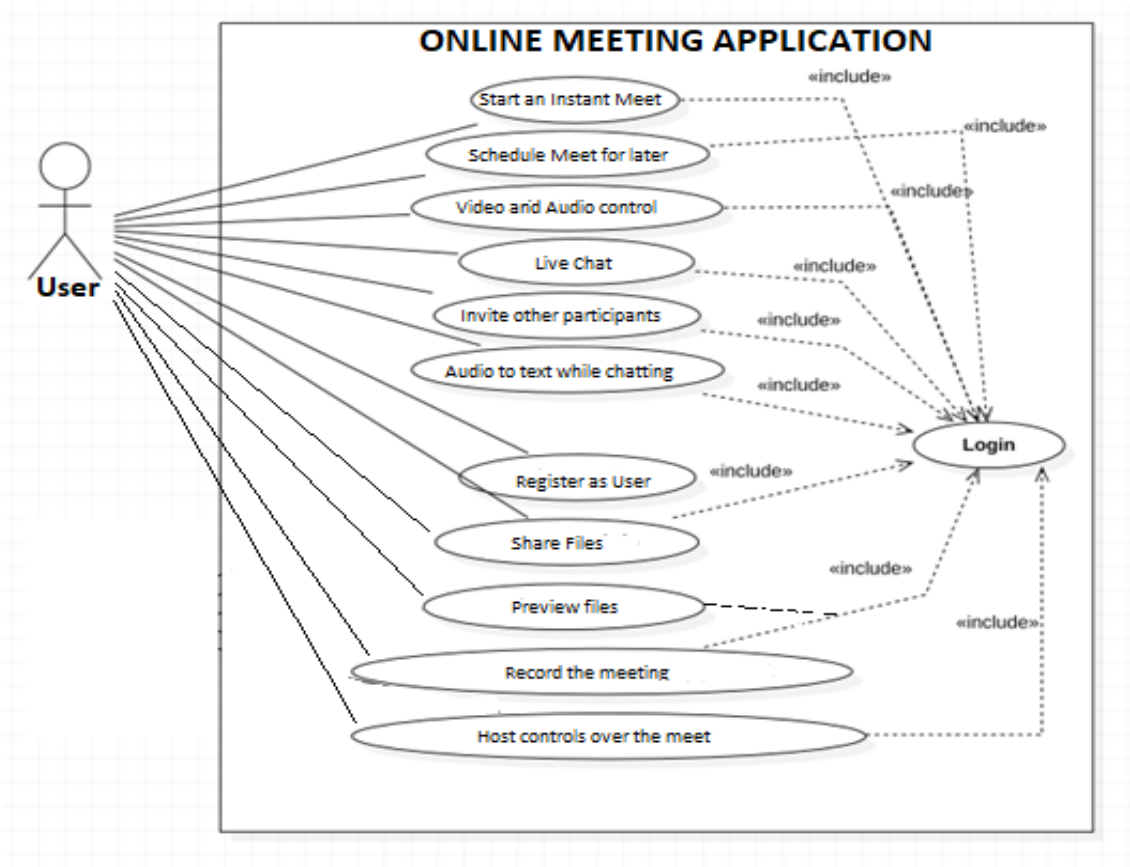 ONLINE MEETING APPLICATION
«include»
Start an Instant Meet
«include»
Schedule Meet for later
«include»
Video and Audio control
Live Chat
«include»
User
Invite other participants
«include»
Audio to text while chatting
«include»
Login
Register as User
«include»
Share Files
«include»
Preview files
«include»
Record the meeting
Host controls over the meet